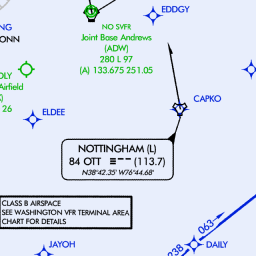 EDDGY
NG
ONN
NO SVFR
Joint Base Andrews
(ADW)
280 L 97
(A) 133.675 251.05
DLY
Airfield
26
ELDEE
CAPKO
NOTTINGHAM (L)
84 OTT (113.7)
N38°42.35' W76°44.68'
CLASS B AIRSPACE
SEE WASHINGTON VFR TERMINAL AREA
CHART FOR DETAILS
063
JAYOH
238
DAILY